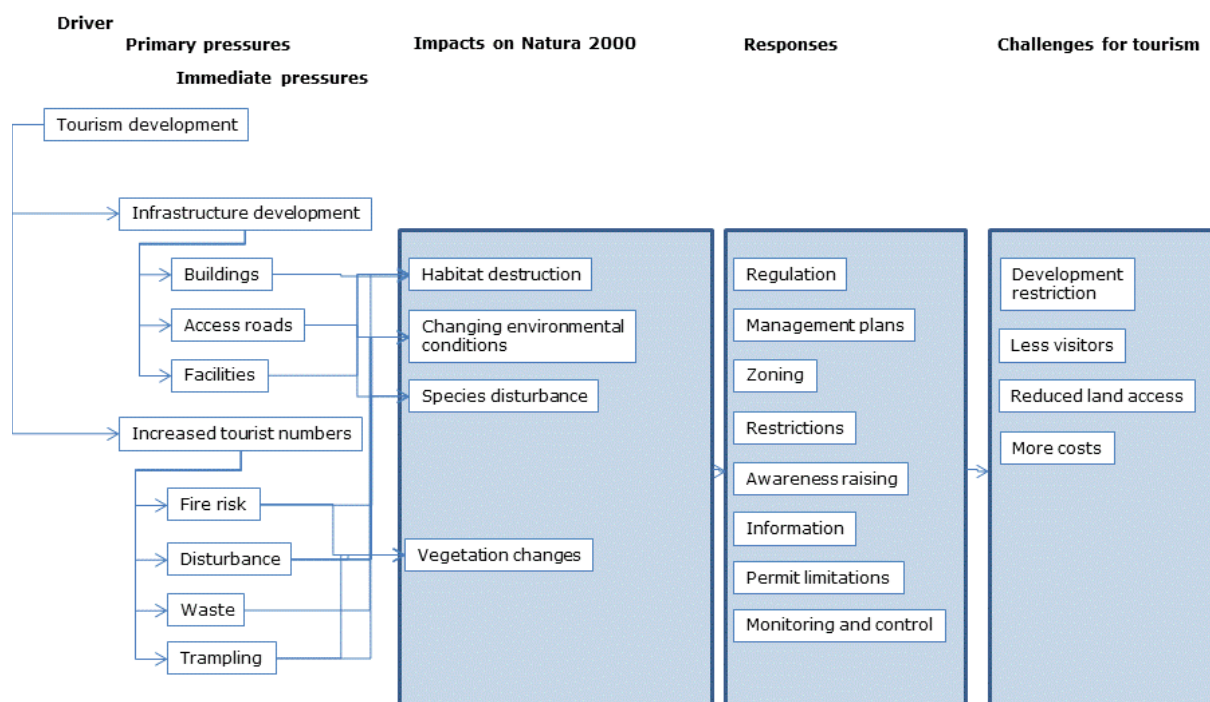 Driver
Primary pressures
Immediate pressures
Impacts on Natura 2000
Responses
Challenges for tourism
Tourism development
Infrastructure development
Buildings
Access roads
Facilities
Increased tourist numbers
Fire risk
Disturbance
Waste
Trampling
Habitat destruction
Changing environmental
conditions
Species disturbance
Vegetation changes
Regulation
Management plans
Zoning
Restrictions
Awareness raising
Information
Permit limitations
Monitoring and control
Development
restriction
Less visitors
Reduced land access
More costs